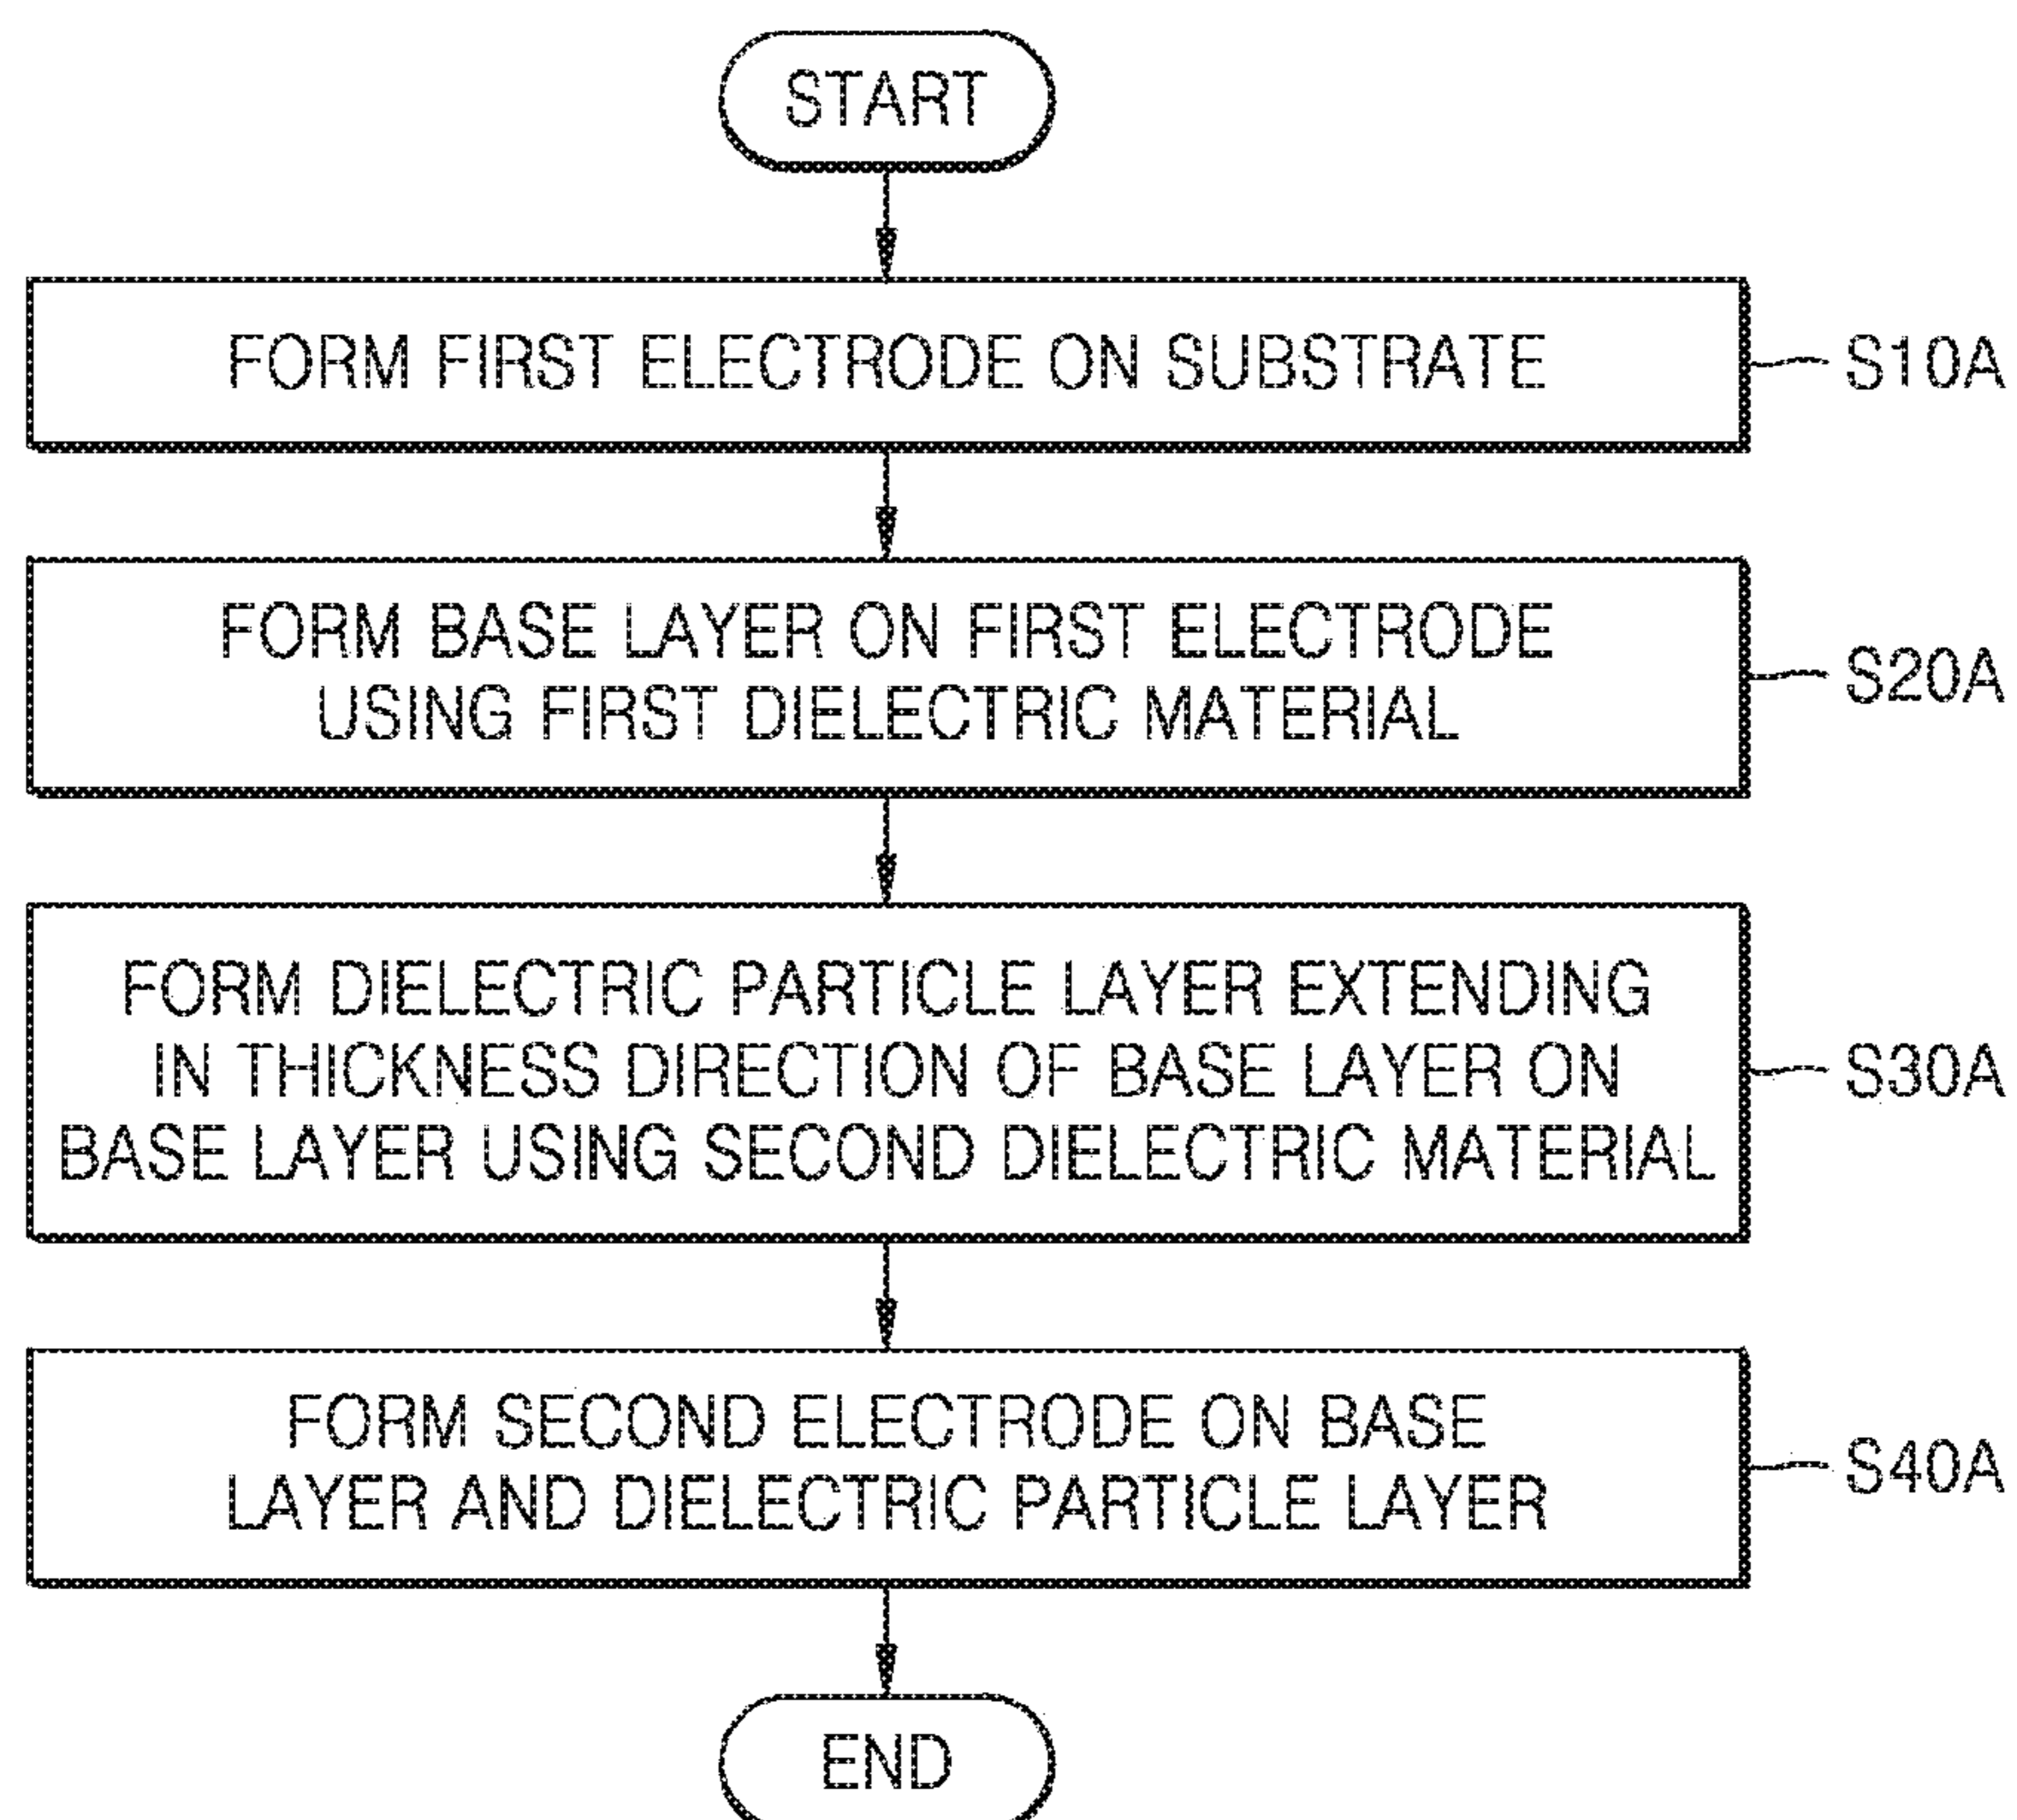 START
FORM FIRST ELECTRODE ON SUBSTRATE
S10A
FORM BASE LAYER ON FIRST ELECTRODE
USING FIRST DIELECTRIC MATERIAL
S20A
FORM DIELECTRIC PARTICLE LAYER EXTENDING
IN THICKNESS DIRECTION OF BASE LAYER ON
BASE LAYER USING SECOND DIELECTRIC MATERIAL
S30A
FORM SECOND ELECTRODE ON BASE
LAYER AND DIELECTRIC PARTICLE LAYER
S40A
END